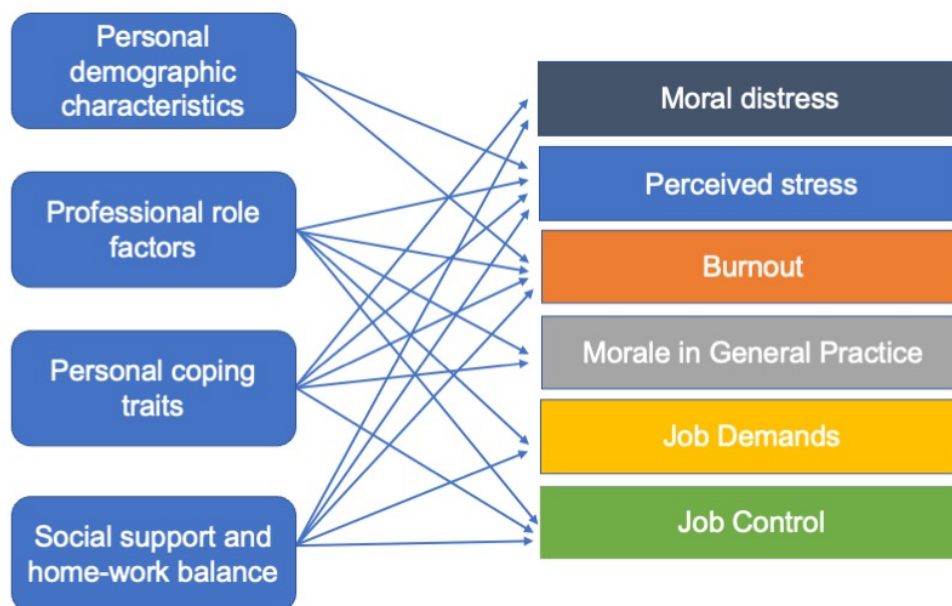 Personal
demographic
characteristics
Professional role
factors
Personal coping
traits
Social support and
home-work balance
Moral distress
Perceived stress
Burnout
Morale in General Practice
Job Demands
Job Control